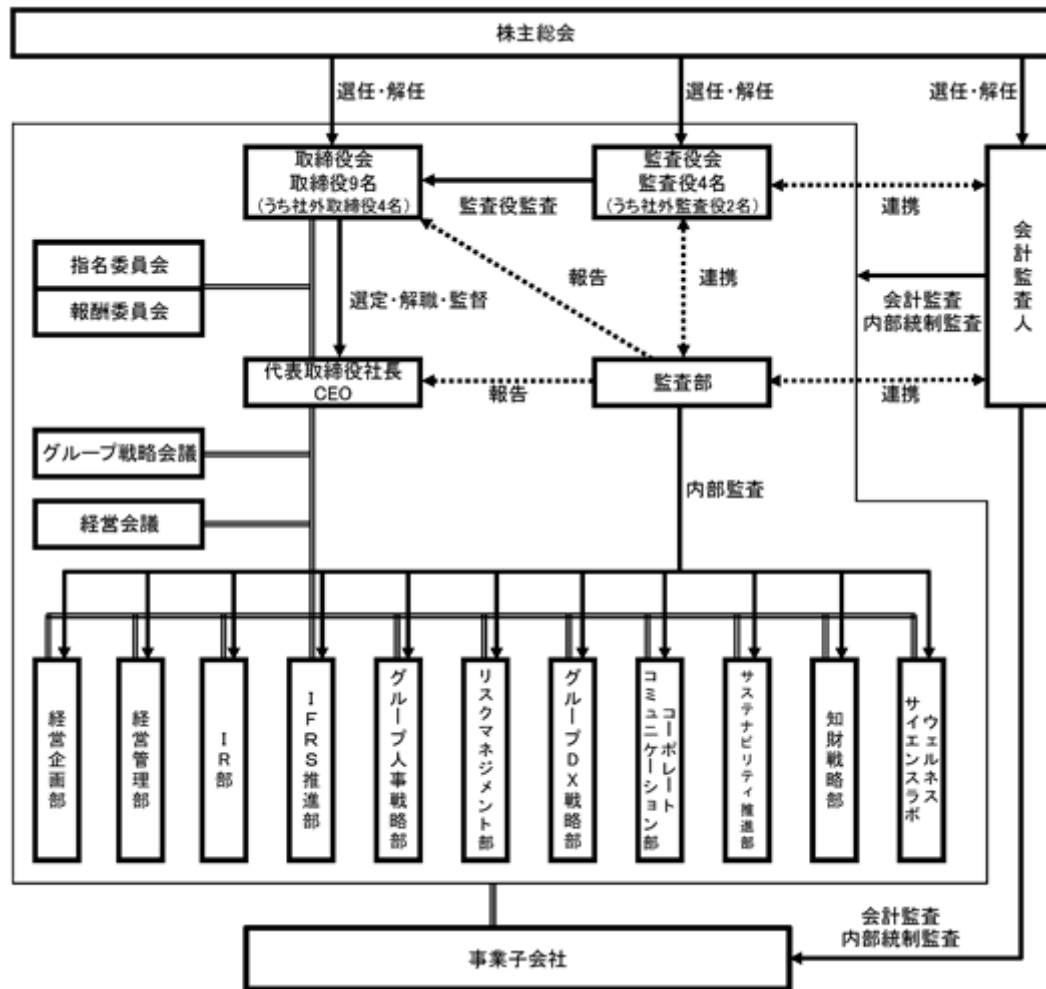 株主総会
選任・解任
選任・解任
選任・解任
取締役会
取締役9名
(うち社外取締役4名)
監査役会
監査役4名
(うち社外監査役2名)
監査役監査
連携
会計監査人
指名委員会
報酬委員会
選定・解職・監督
報告
連携
会計監査
内部統制監査
代表取締役社長
CEO
報告
監査部
連携
グループ戦略会議
経営会議
内部監査
経営企画部
経営管理部
IR部
IFRS推進部
グループ人事戦略部
リスクマネジメント部
グループDX戦略部
コーポレート
コミュニケーション部
サステナビリティ推進部
知財戦略部
ウェルネス
サイエンスラボ
会計監査
内部統制監査
事業子会社